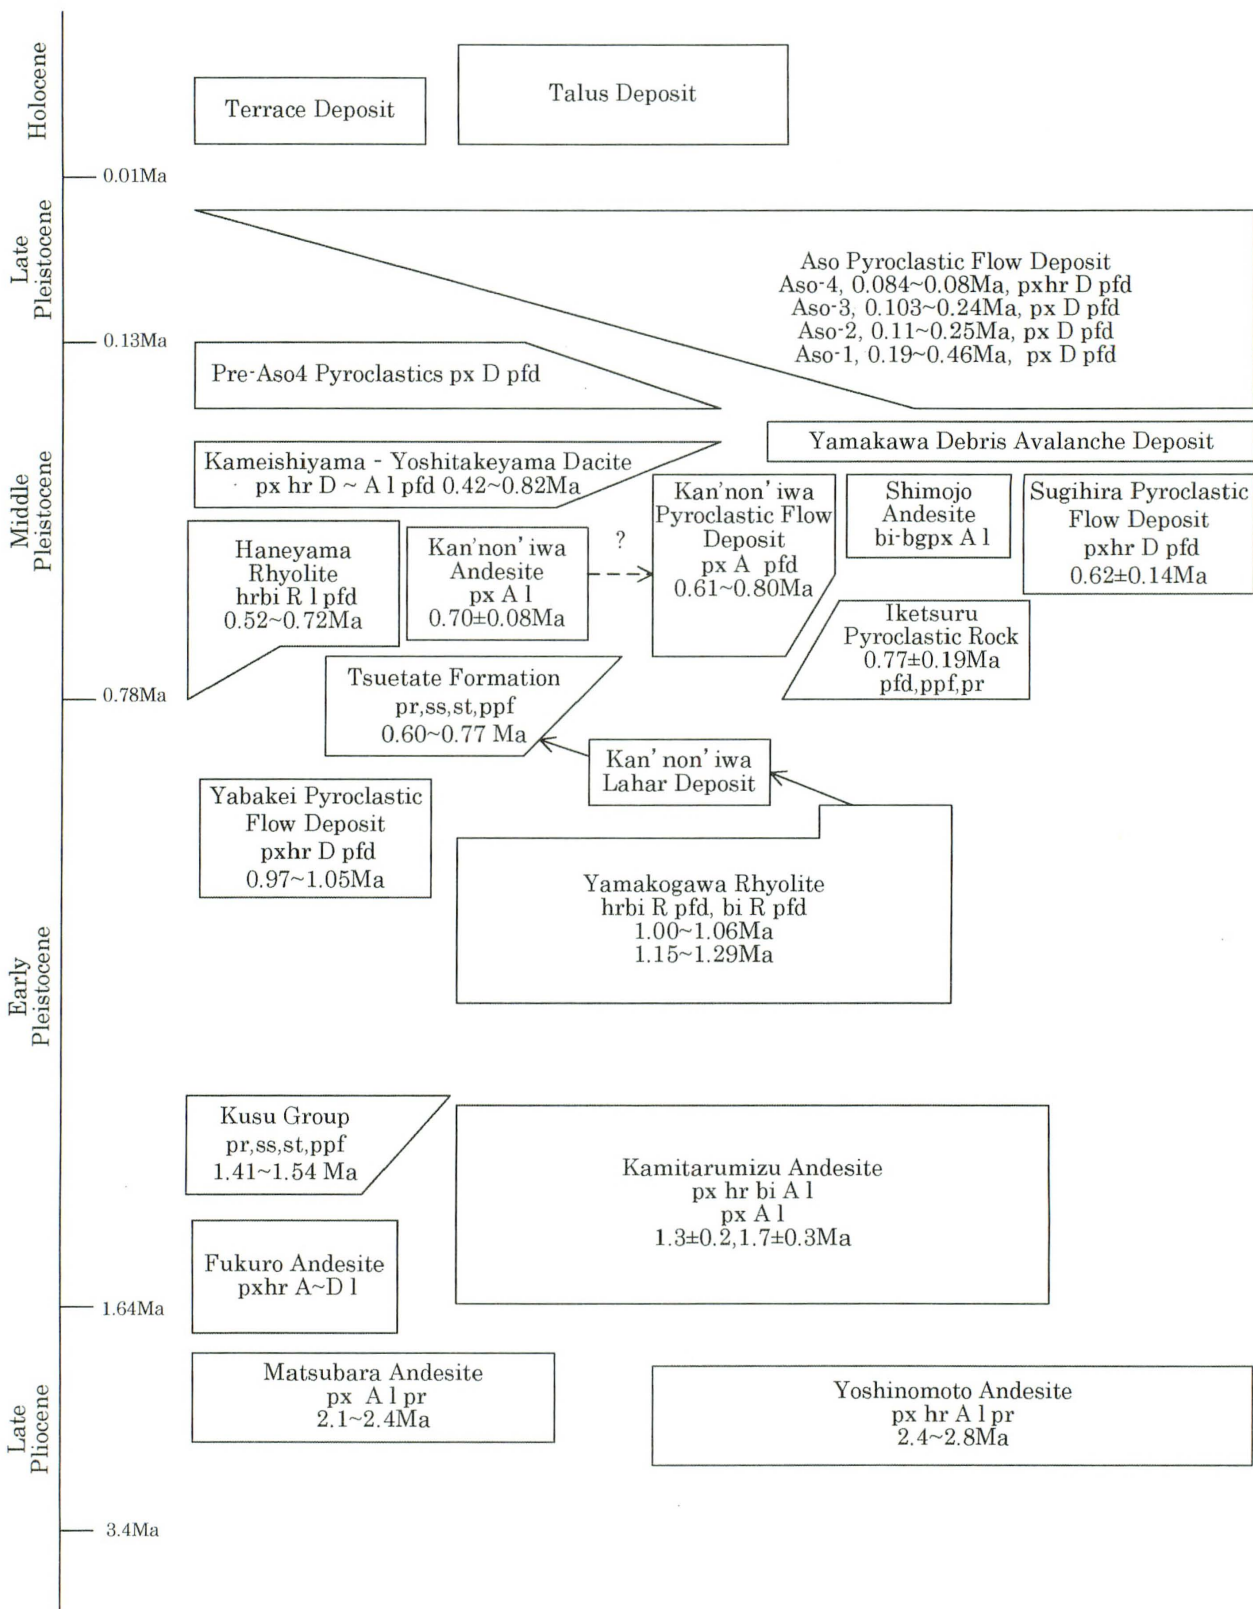 Holocene
Terrace Deposit
Talus Deposit
0.01Ma
Late
Pleistocene
Aso Pyroclastic Flow Deposit
Aso-4, 0.084~0.08Ma, pxhr D pfd
Aso-3, 0.103~0.24Ma, px D pfd
Aso-2, 0.11~0.25Ma, px D pfd
Aso-1, 0.19~0.46Ma, px D pfd
0.13Ma
Pre-Aso4 Pyroclastics px D pfd
Middle
Pleistocene
Yamakawa Debris Avalanche Deposit
Kameishiyama - Yoshitakeyama Dacite
px hr D ~ A l pfd 0.42~0.82Ma
Kan'non' iwa
Pyroclastic Flow
Deposit
px A pfd
0.61~0.80Ma
Shimojo
Andesite
bi-bgpx A l
Sugihira Pyroclastic
Flow Deposit
pxhr D pfd
0.62±0.14Ma
Haneyama
Rhyolite
hrbi R l pfd
0.52~0.72Ma
Kan'non' iwa
Andesite
px A l
0.70±0.08Ma
?
Iketsuru
Pyroclastic Rock
0.77±0.19Ma
pfd,ppf,pr
0.78Ma
Tsuetate Formation
pr,ss,st,ppf
0.60~0.77 Ma
Kan' non' iwa
Lahar Deposit
Early
Pleistocene
Yabakei Pyroclastic
Flow Deposit
pxhr D pfd
0.97~1.05Ma
Yamakogawa Rhyolite
hrbi R pfd, bi R pfd
1.00~1.06Ma
1.15~1.29Ma
Kusu Group
pr,ss,st,ppf
1.41~1.54 Ma
Kamitarumizu Andesite
px hr bi A l
px A l
1.3±0.2,1.7±0.3Ma
Fukuro Andesite
pxhr A~D l
1.64Ma
Late
Pliocene
Matsubara Andesite
px A l pr
2.1~2.4Ma
Yoshinomoto Andesite
px hr A l pr
2.4~2.8Ma
3.4Ma